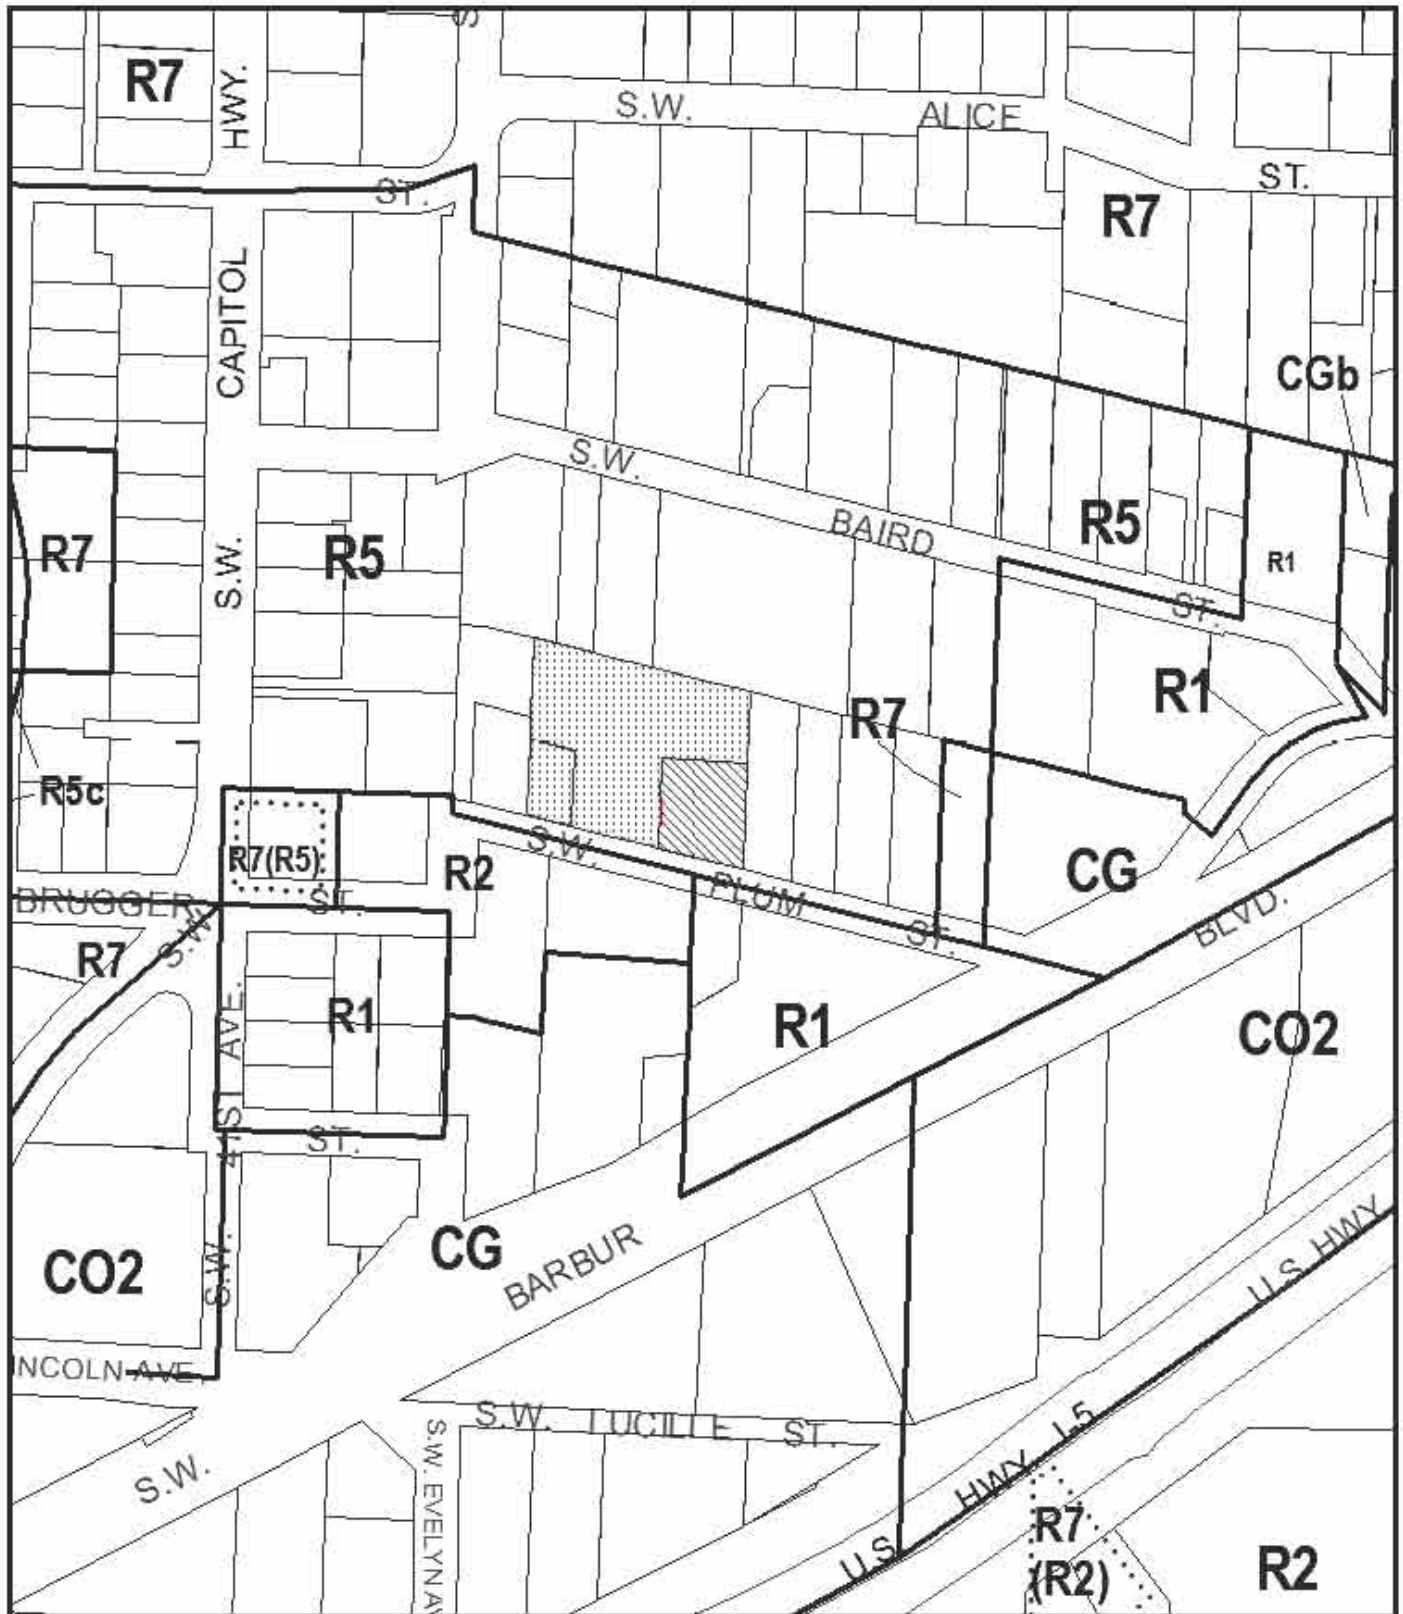 S
R7
HWY.
S.W.
ALICE
ST.
ST.
R7
CAPITOL
CGb
S.W.
BAIRD
R5
R7
S.W.
R5
R1
ST.
R1
R7
R5c
R7(R5)
R2
S.W.
PLUM
CG
BRUGGER
ST.
ST.
BLVD.
R7
S.W.
R1
R1
CO2
41ST AVE.
ST.
S.W.
CG
CO2
BARBUR
U.S. HWY
INCOLN AVE.
S.W. LUCILLE ST.
S.W.
S.W. EVELYN AV
U.S. HWY I-5
R7
(R2)
R2